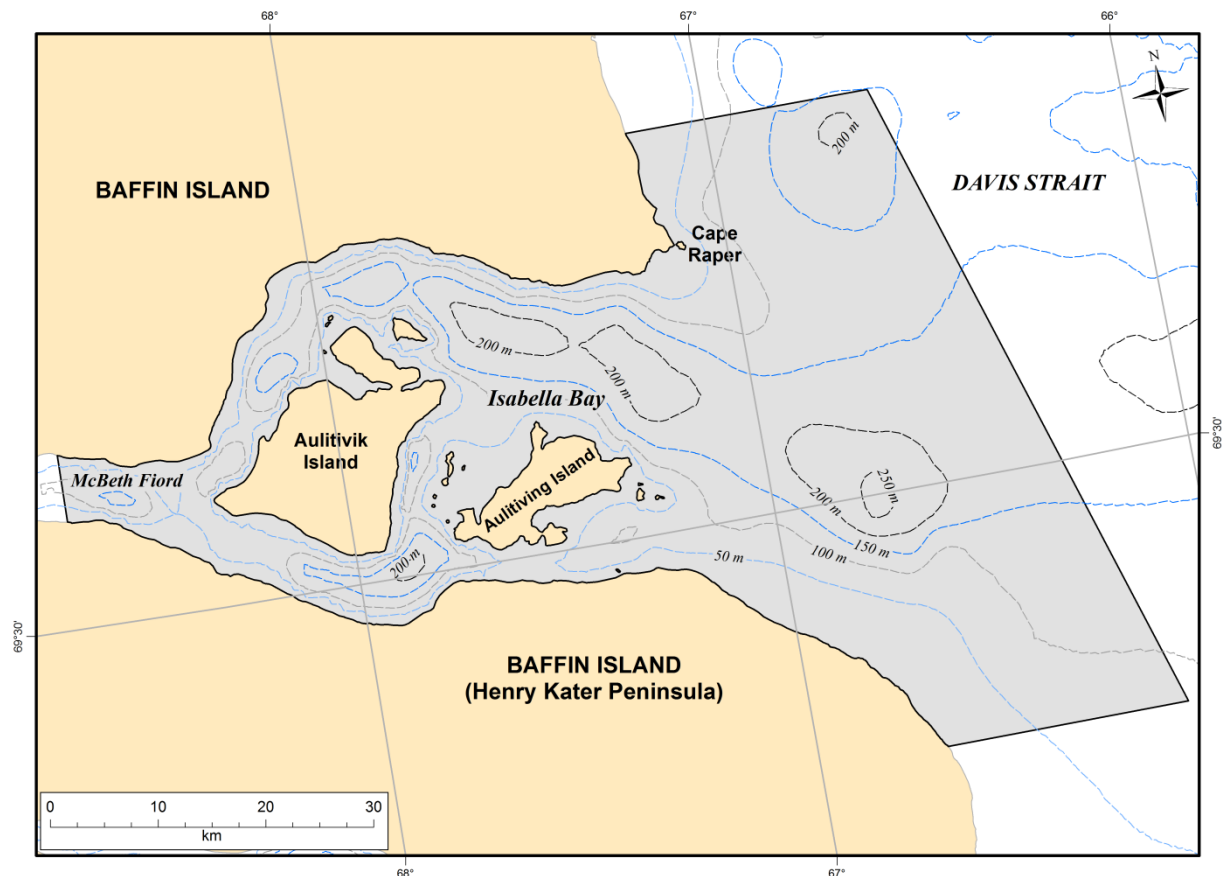 68°
67°
66°
N
200 m
BAFFIN ISLAND
DAVIS STRAIT
Cape
Raper
200 m
200 m
Isabella Bay
69°30'
Aulitivik
Island
McBeth Fiord
Aulitiving Island
250 m
200 m
150 m
100 m
50 m
200 m
69°30'
BAFFIN ISLAND
(Henry Kater Peninsula)
0 10 20 30
km
68°
67°